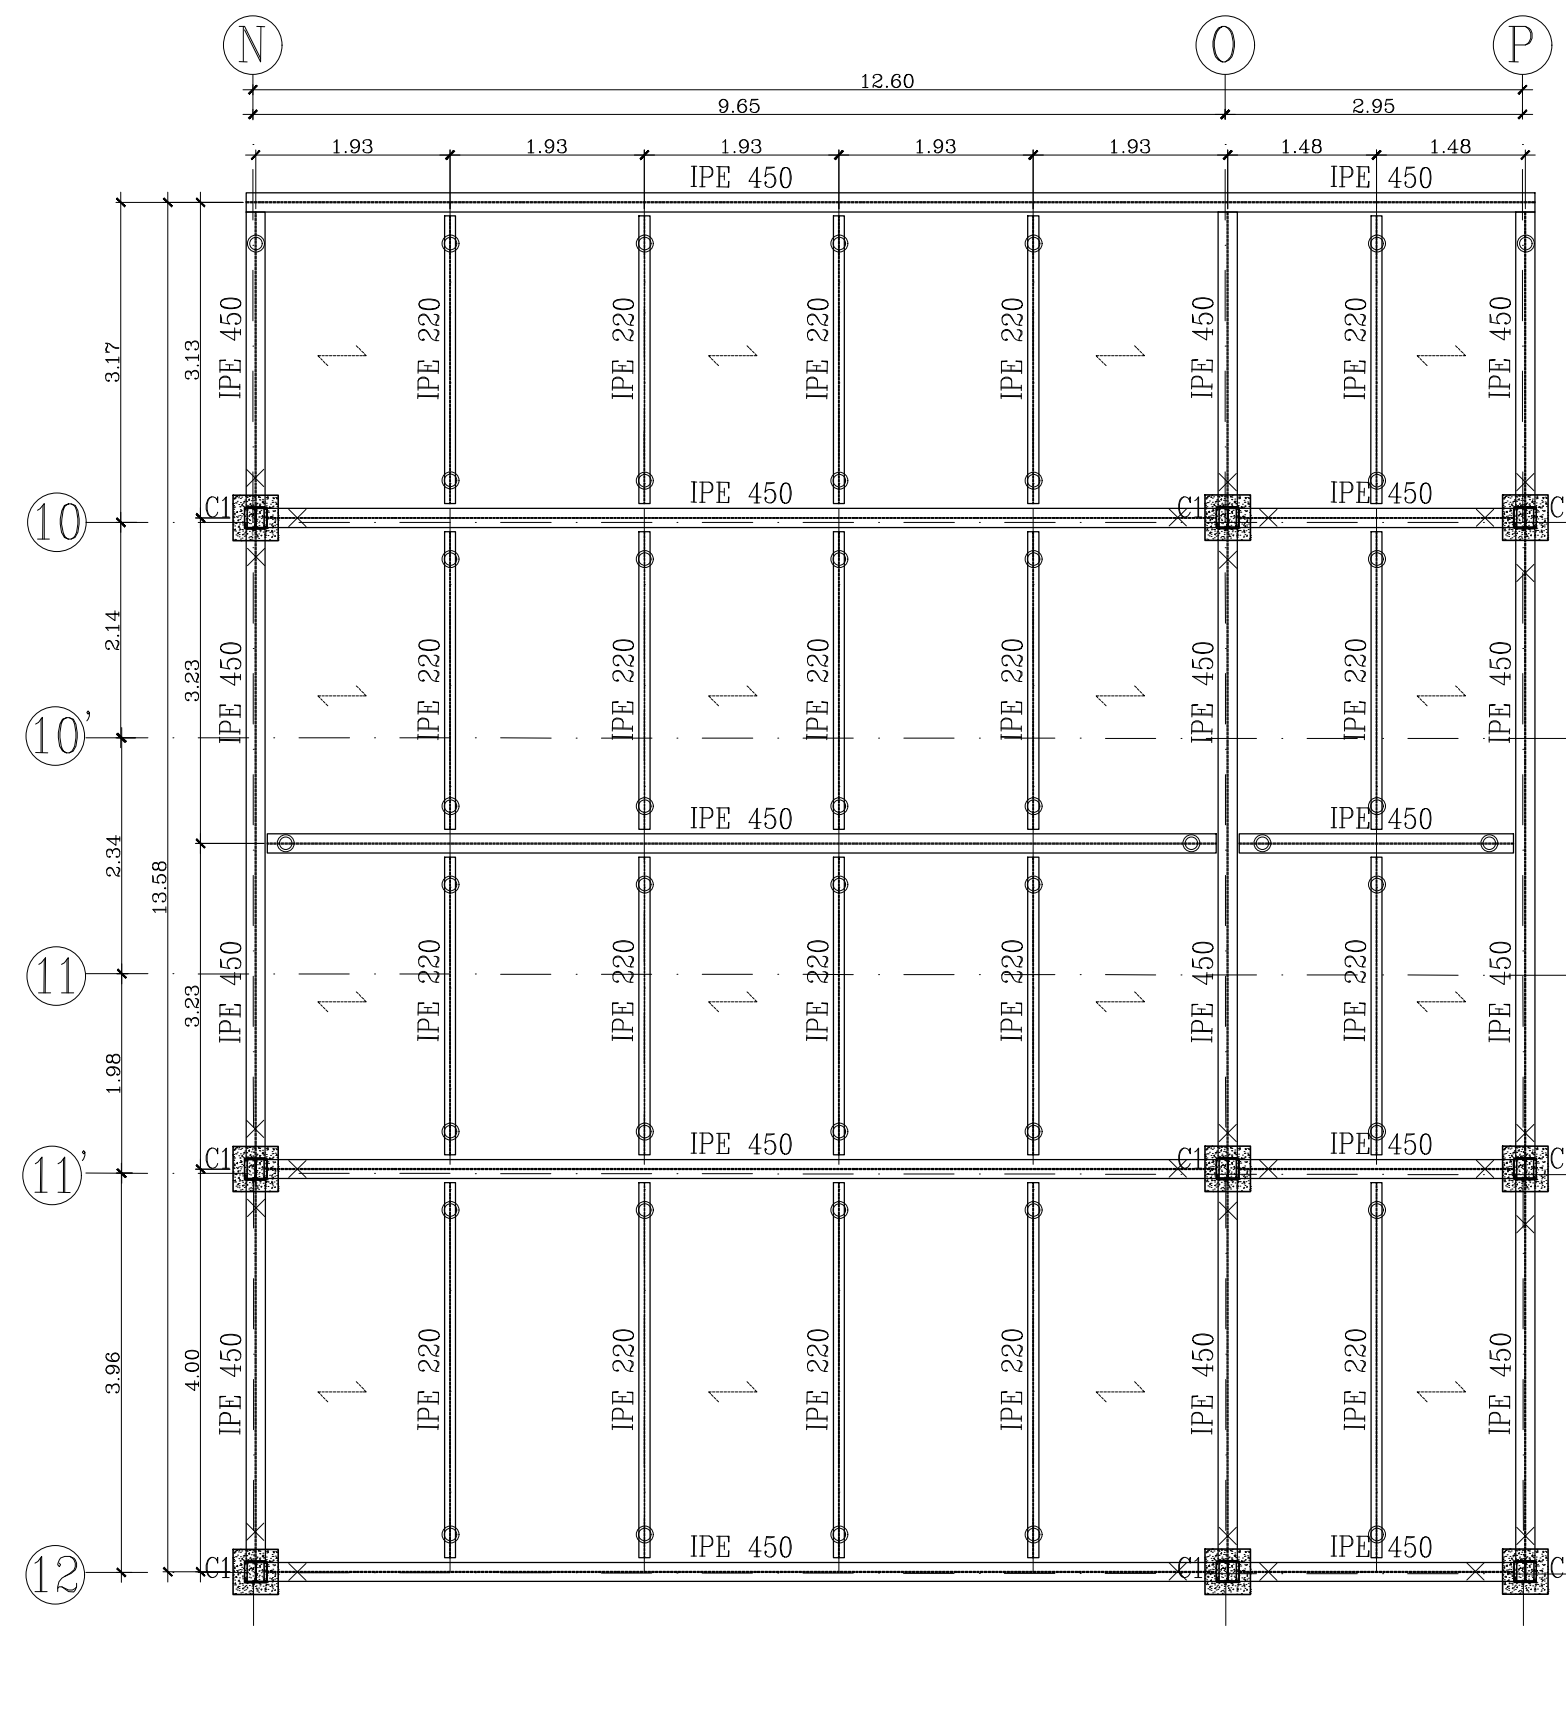 N O P
12.60
9.65 2.95
1.93 1.93 1.93 1.93 1.93 1.48 1.48
IPE 450 IPE 450
3.17 3.13 IPE 450 IPE 220 IPE 220 IPE 220 IPE 220 IPE 450 IPE 220 IPE 450
IPE 450 IPE 450
10 C1 C1 C
2.14 3.23 IPE 450 IPE 220 IPE 220 IPE 220 IPE 220 IPE 450 IPE 220 IPE 450
10'
IPE 450 IPE 450
2.34 13.58
11 3.23 IPE 450 IPE 220 IPE 220 IPE 220 IPE 220 IPE 450 IPE 220 IPE 450
1.98
IPE 450 IPE 450
11' C1 C1 C
3.96 4.00 IPE 450 IPE 220 IPE 220 IPE 220 IPE 220 IPE 450 IPE 220 IPE 450
IPE 450 IPE 450
12 C1 C1 C